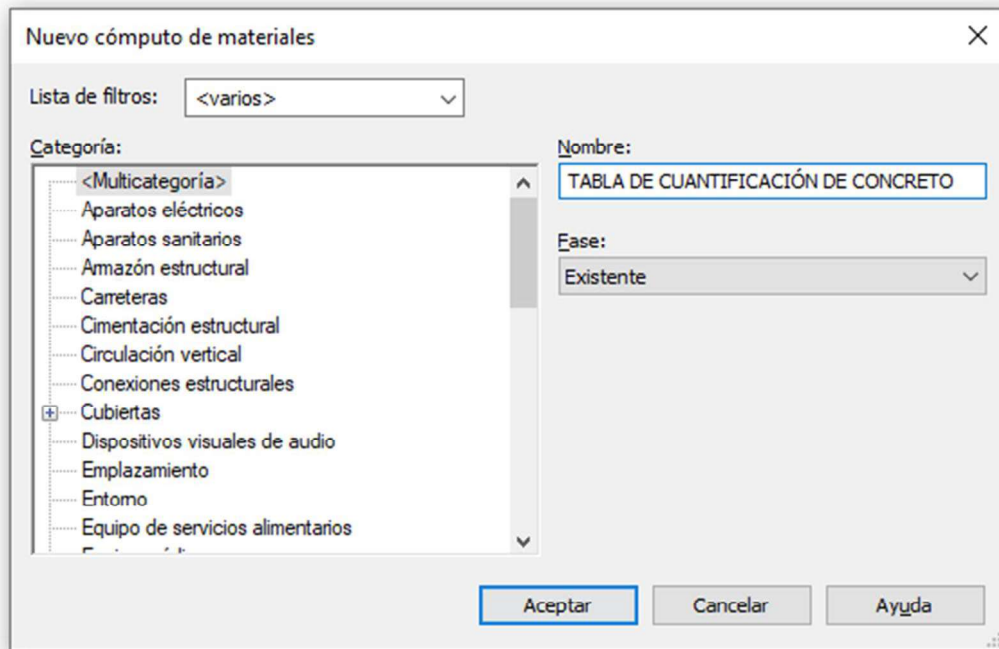 Nuevo cómputo de materiales
Lista de filtros: <varios>
Categoría:
<Multicategoría>
Aparatos eléctricos
Aparatos sanitarios
Armazón estructural
Carreteras
Cimentación estructural
Circulación vertical
Conexiones estructurales
Cubiertas
Dispositivos visuales de audio
Emplazamiento
Entorno
Equipo de servicios alimentarios
Nombre:
TABLA DE CUANTIFICACIÓN DE CONCRETO
Fase:
Existente
Aceptar Cancelar Ayuda